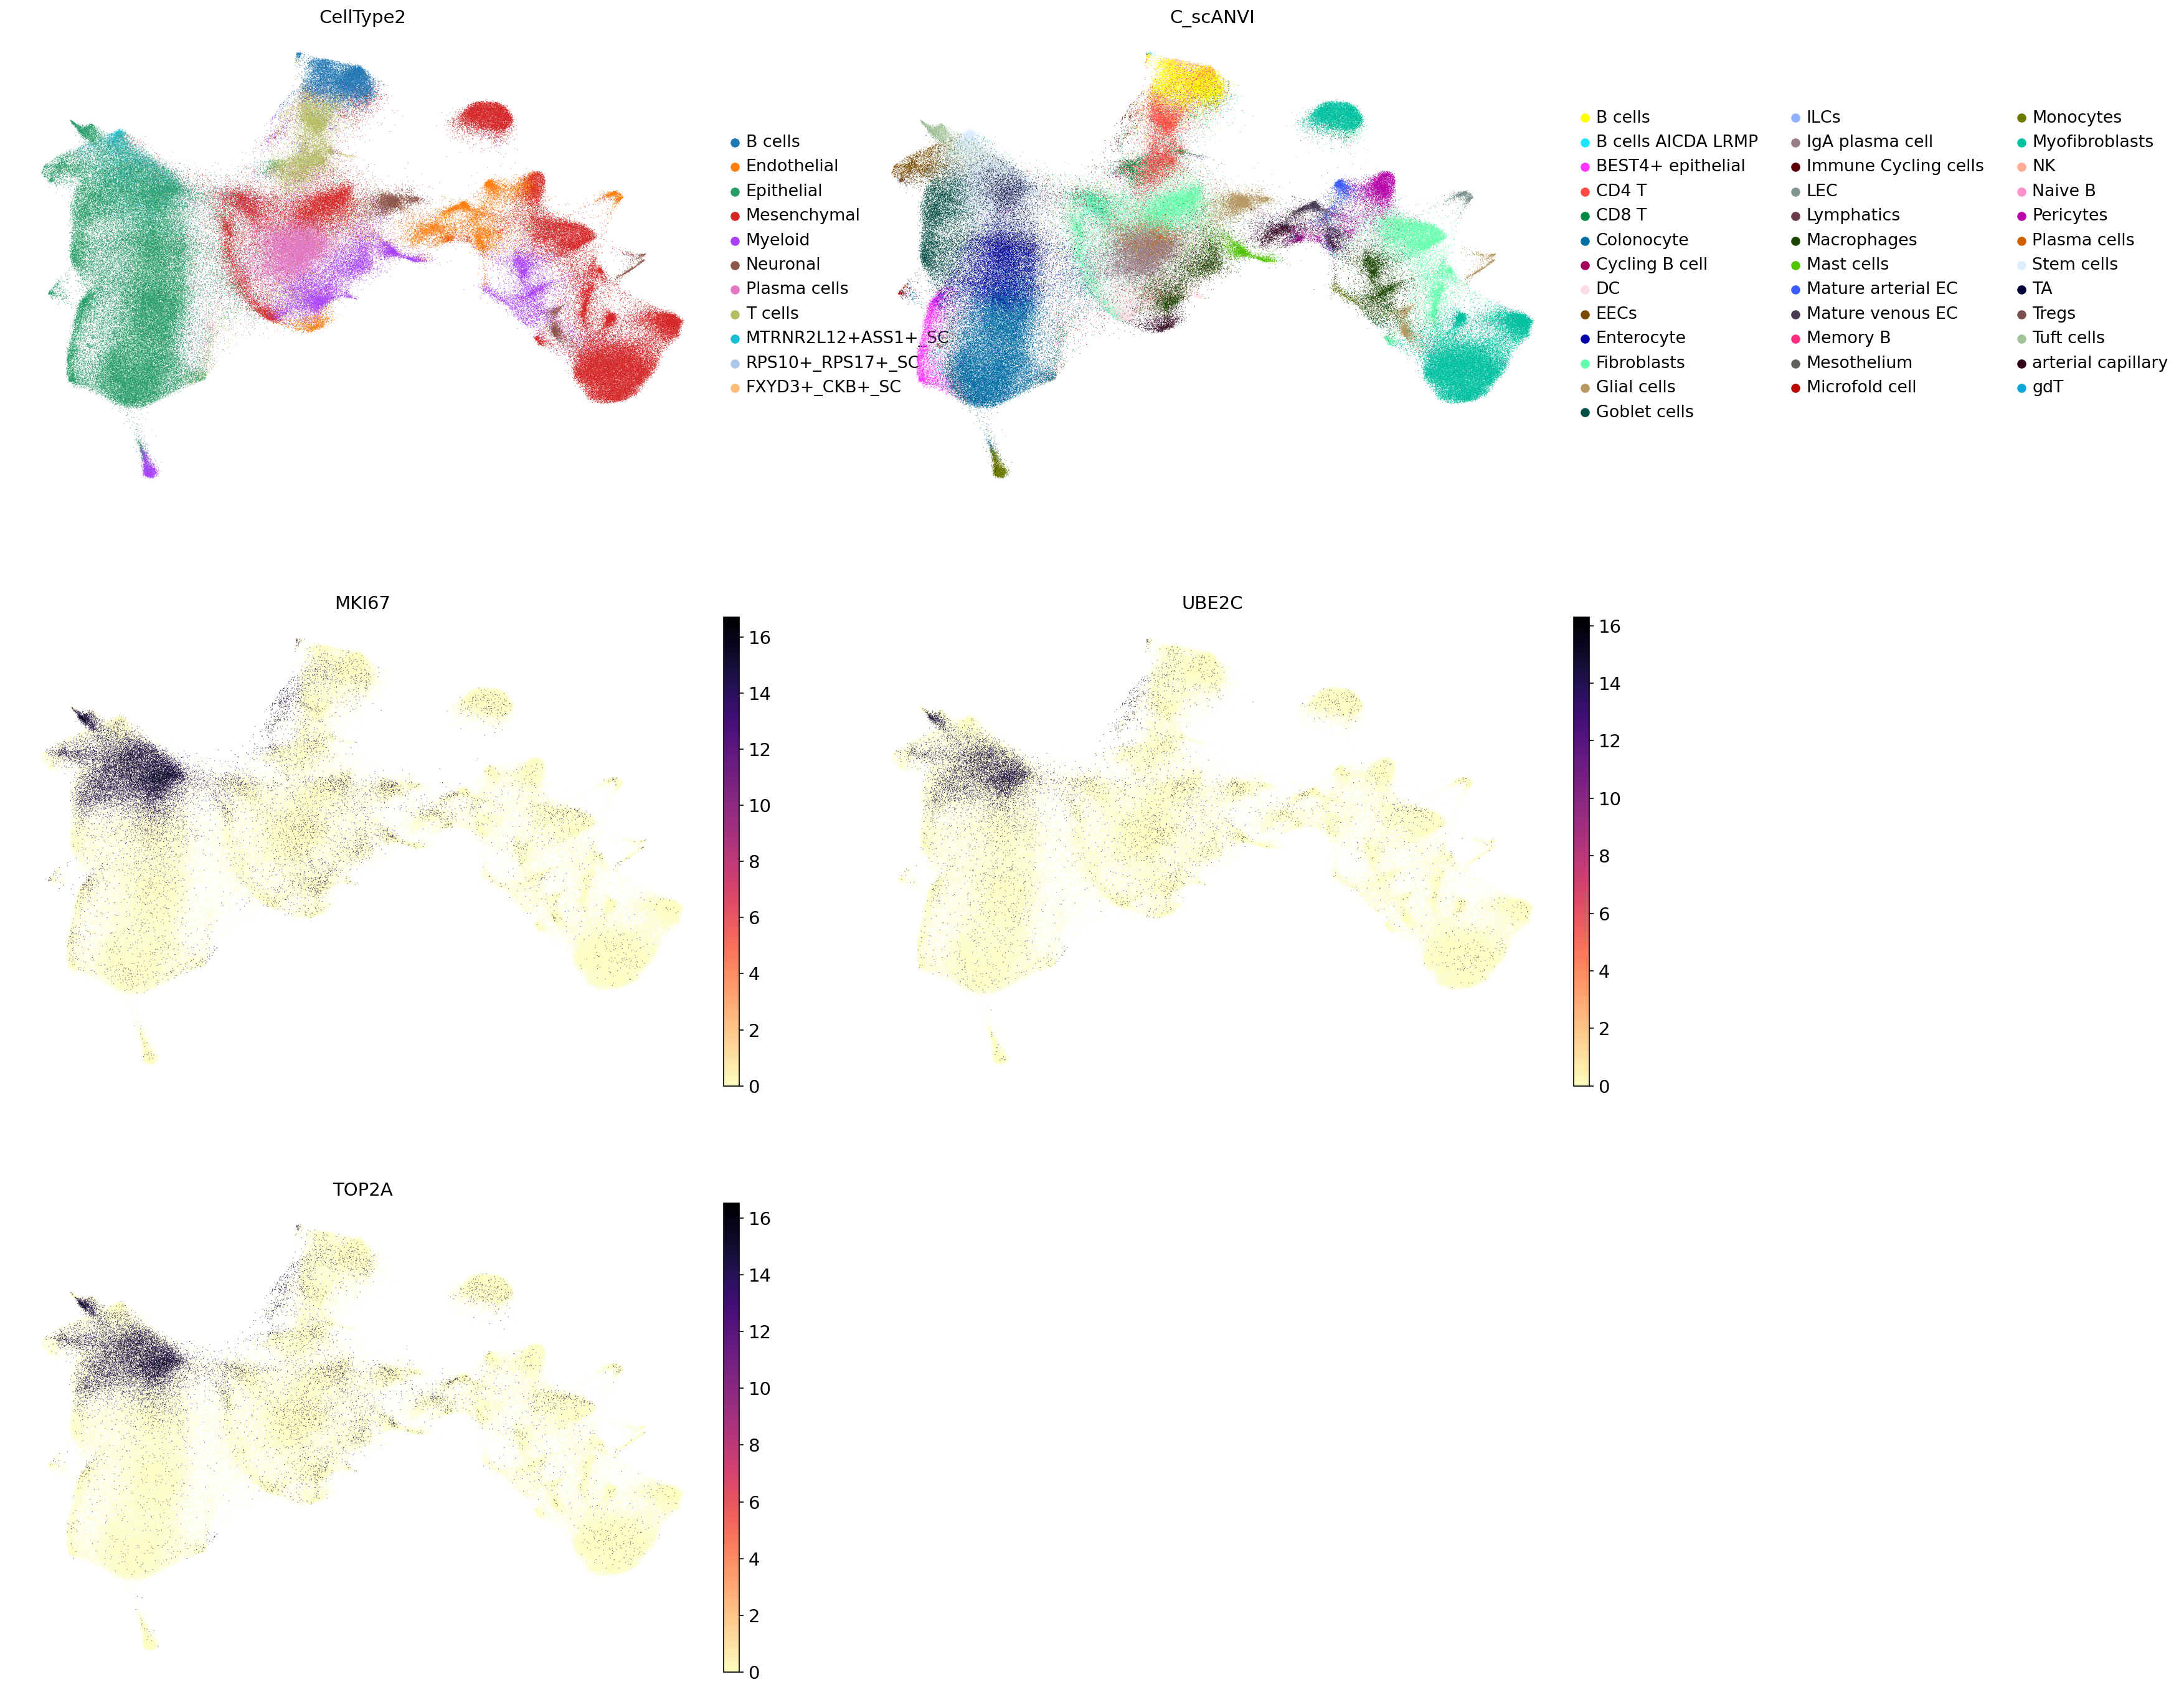 CellType2
B cells
Endothelial
Epithelial
Mesenchymal
Myeloid
Neuronal
Plasma cells
T cells
MTRNR2L12+ASS1+_SC
RPS10+_RPS17+_SC
FXYD3+_CKB+_SC
C_scANVI
B cells
B cells AICDA LRMP
BEST4+ epithelial
CD4 T
CD8 T
Colonocyte
Cycling B cell
DC
EECs
Enterocyte
Fibroblasts
Glial cells
Goblet cells
ILCs
IgA plasma cell
Immune Cycling cells
LEC
Lymphatics
Macrophages
Mast cells
Mature arterial EC
Mature venous EC
Memory B
Mesothelium
Microfold cell
Monocytes
Myofibroblasts
NK
Naive B
Pericytes
Plasma cells
Stem cells
TA
Tregs
Tuft cells
arterial capillary
gdT
MKI67
16
14
12
10
8
6
4
2
0
UBE2C
16
14
12
10
8
6
4
2
0
TOP2A
16
14
12
10
8
6
4
2
0